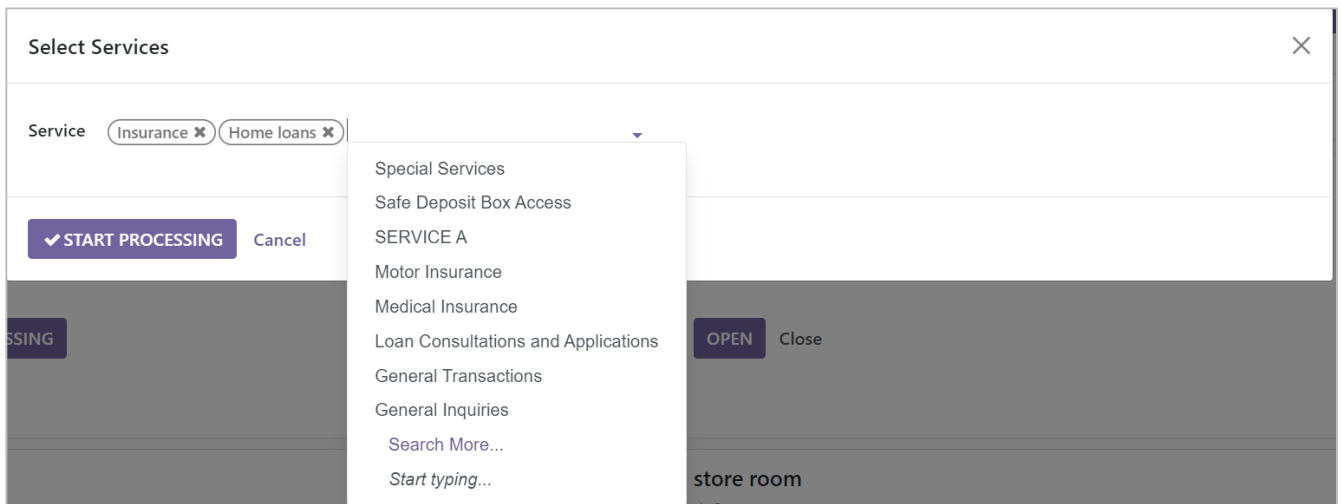 Select Services
Service Insurance ✖ Home loans ✖
Special Services
Safe Deposit Box Access
SERVICE A
Motor Insurance
Medical Insurance
Loan Consultations and Applications
General Transactions
General Inquiries
Search More...
Start typing...
✔ START PROCESSING Cancel
SSING
OPEN Close
store room